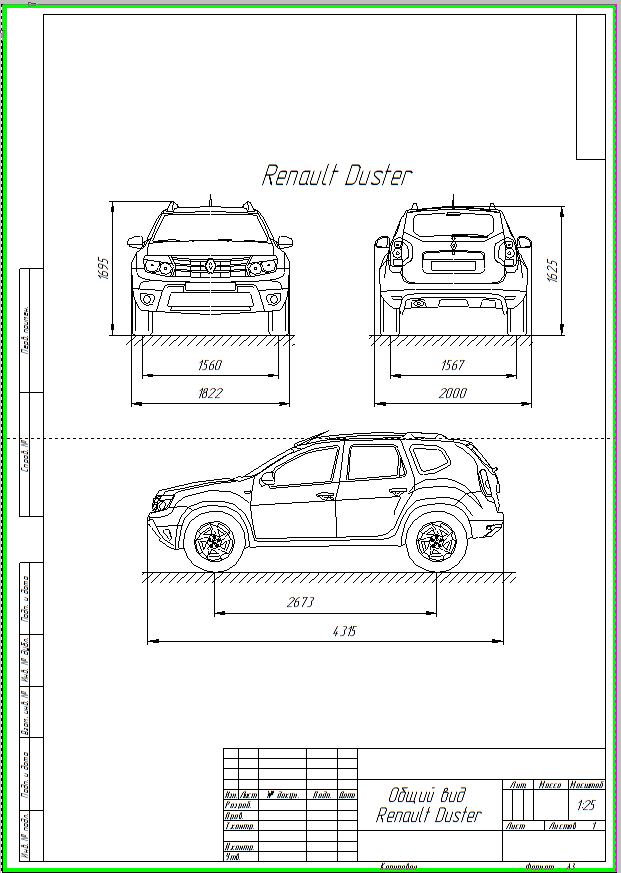 Renault Duster
1695
1625
1560
1567
1822
2000
2673
4315
Перв. примен.
Справ. №
Подп. и дата
Инв. № дубл.
Взам. инв. №
Подп. и дата
Инв. № подл.
Изм. Лист № докум. Подп. Дата
Разраб.
Пров.
Т.контр.
Н.контр.
Утв.
Общий вид
Renault Duster
Лит. Масса Масштаб
1:25
Лист Листов 1
Копировал Формат А3